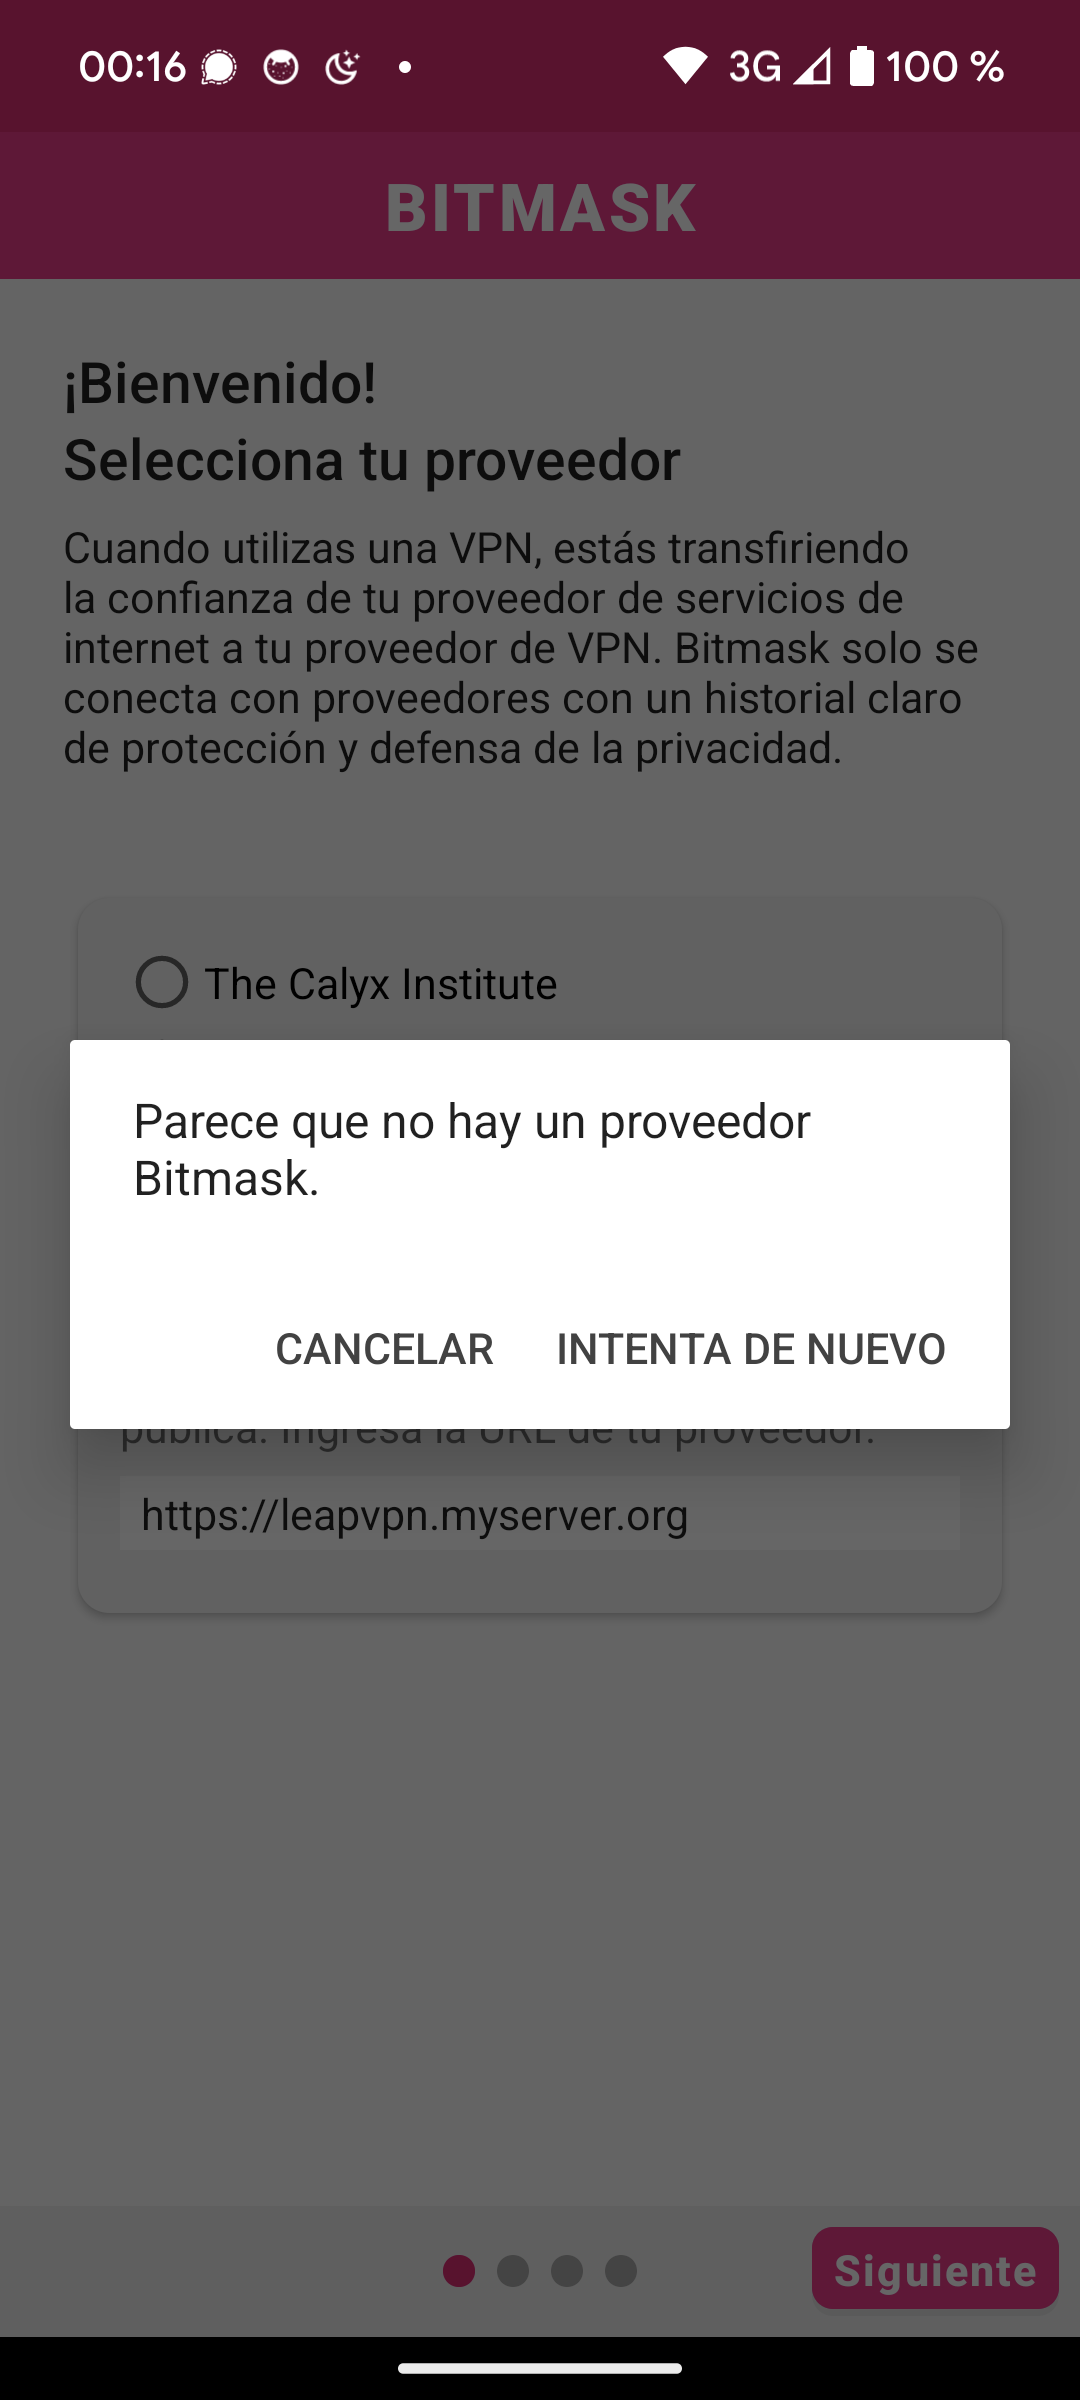 00:16
3G
100 %
BITMASK
¡Bienvenido!
Selecciona tu proveedor
Cuando utilizas una VPN, estás transfiriendo
la confianza de tu proveedor de servicios de
internet a tu proveedor de VPN. Bitmask solo se
conecta con proveedores con un historial claro
de protección y defensa de la privacidad.
The Calyx Institute
Parece que no hay un proveedor
Bitmask.
CANCELAR
INTENTA DE NUEVO
pública. Ingresa la URL de tu proveedor.
https://leapvpn.myserver.org
Siguiente